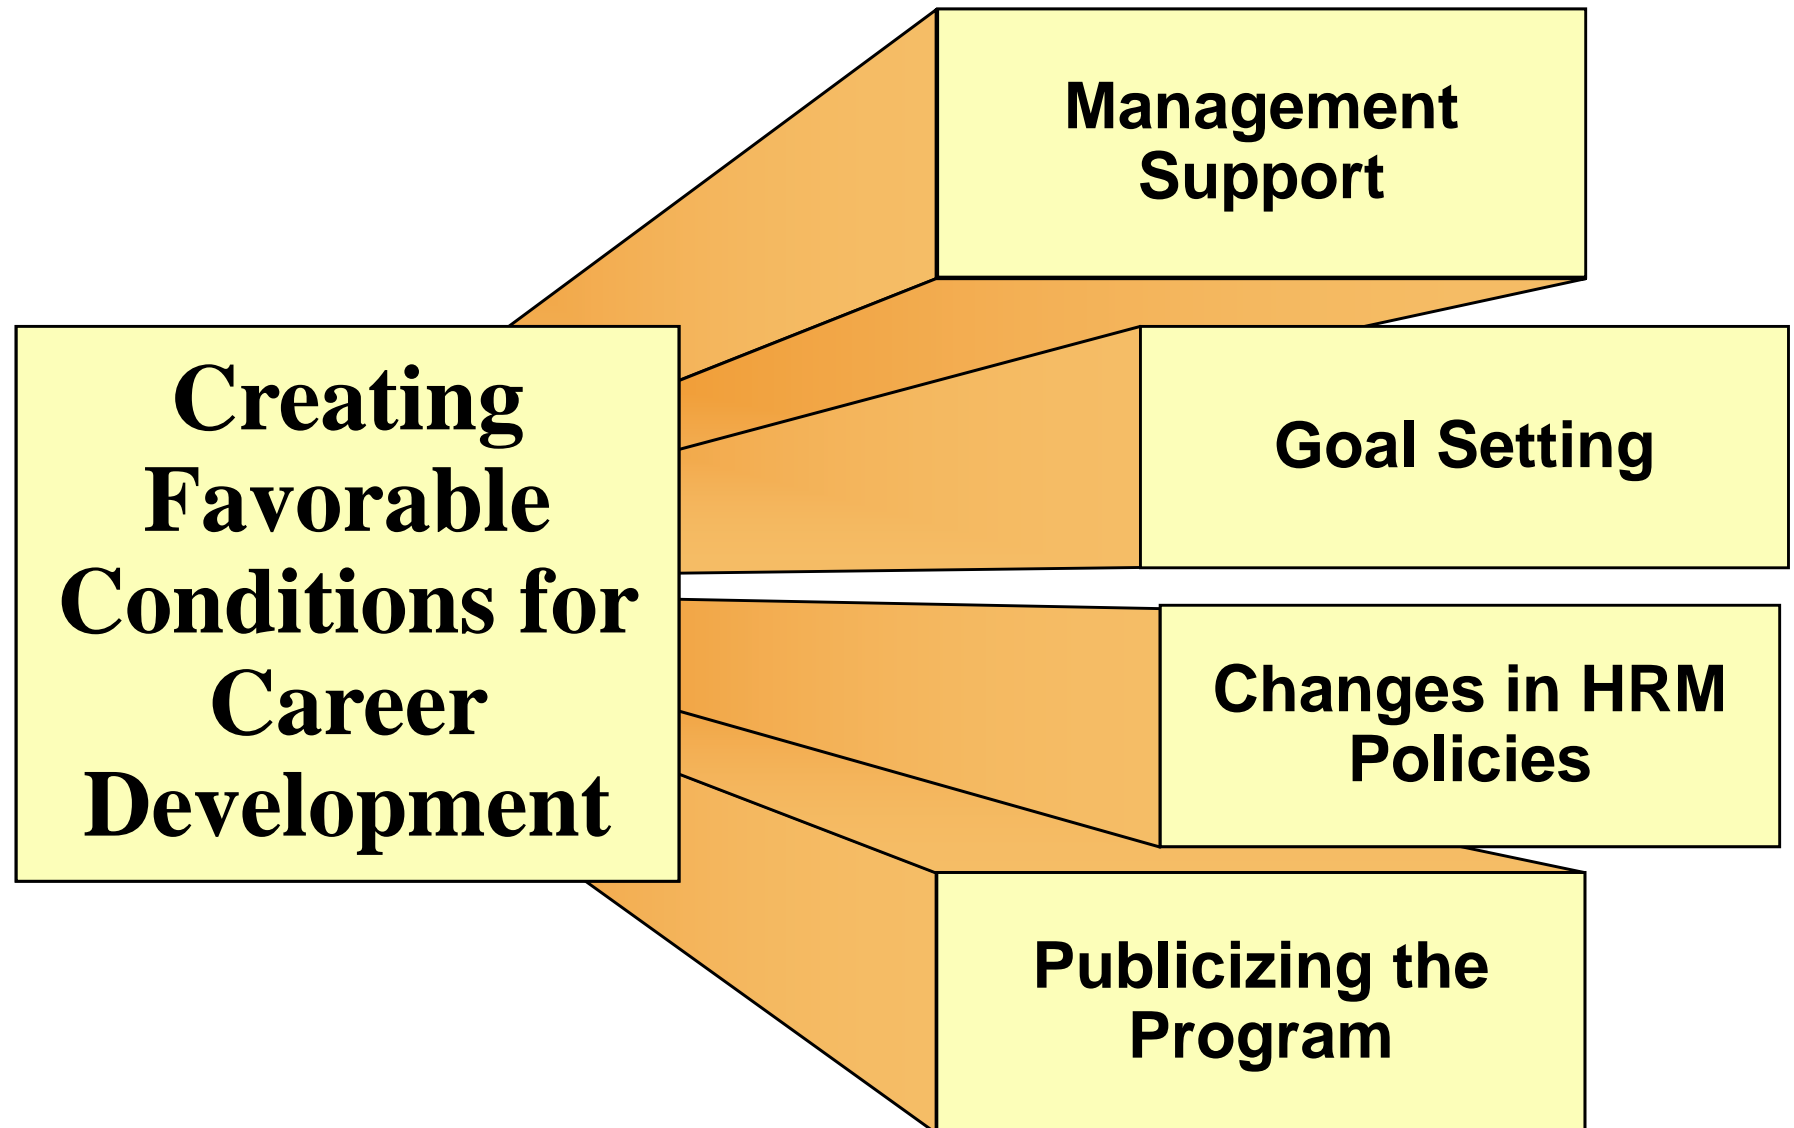 Management
Support
Creating
Favorable
Conditions for
Career
Development
Goal Setting
Changes in HRM
Policies
Publicizing the
Program